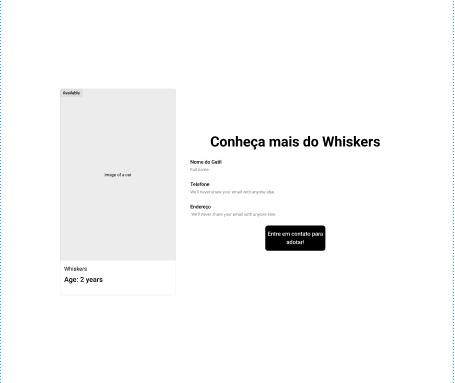 Available
Image of a cat
Whiskers
Age: 2 years
Conheça mais do Whiskers
Nome do Gatil
Full name
Telefone
We'll never share your email with anyone else.
Endereço
We'll never share your email with anyone else.
Entre em contato para
adotar!